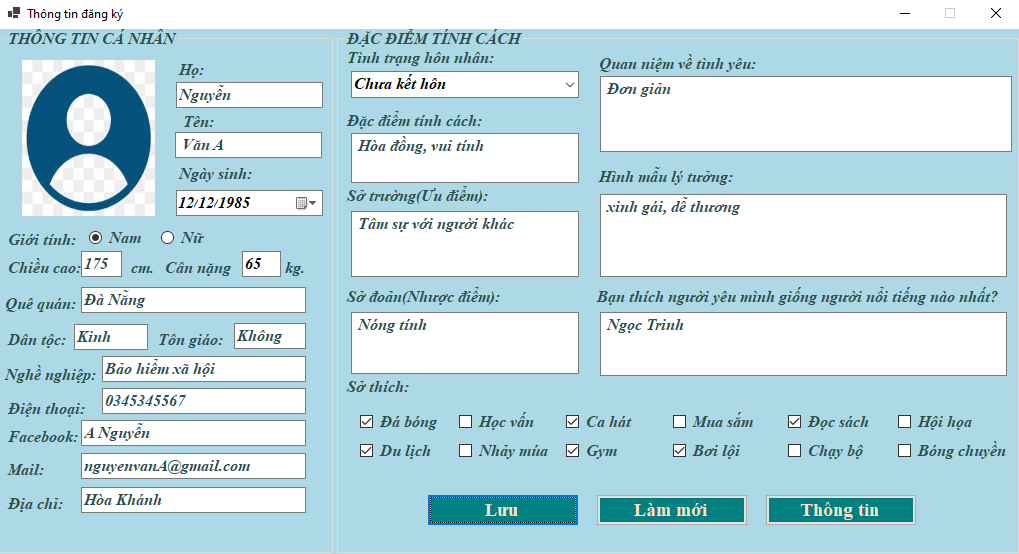 Thông tin đăng ký
THÔNG TIN CÁ NHÂN
Họ:
Nguyễn
Tên:
Văn A
Ngày sinh:
12/12/1985
Giới tính: Nam Nữ
Chiều cao: 175 cm. Cân nặng 65 kg.
Quê quán: Đà Nẵng
Dân tộc: Kinh Tôn giáo: Không
Nghề nghiệp: Bảo hiểm xã hội
Điện thoại: 0345345567
Facebook: A Nguyễn
Mail: nguyenvanA@gmail.com
Địa chỉ: Hòa Khánh
ĐẶC ĐIỂM TÍNH CÁCH
Tình trạng hôn nhân:
Chưa kết hôn
Đặc điểm tính cách:
Hòa đồng, vui tính
Sở trường(Ưu điểm):
Tâm sự với người khác
Sở đoản(Nhược điểm):
Nóng tính
Quan niệm về tình yêu:
Đơn giản
Hình mẫu lý tưởng:
xinh gái, dễ thương
Bạn thích người yêu mình giống người nổi tiếng nào nhất?
Ngọc Trinh
Sở thích:
Đá bóng Học vấn Ca hát Mua sắm Đọc sách Hội họa
Du lịch Nhảy múa Gym Bơi lội Chạy bộ Bóng chuyền
Lưu Làm mới Thông tin